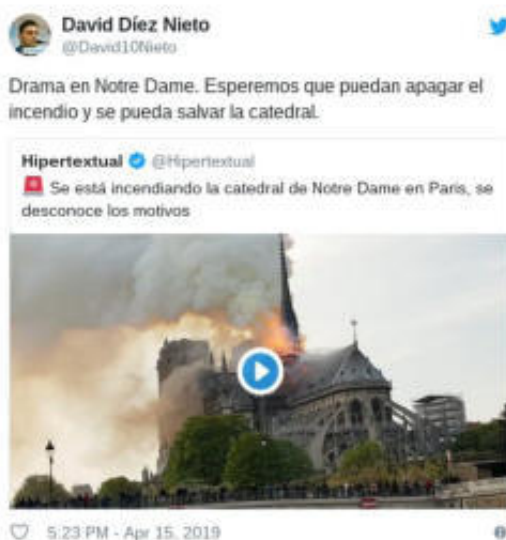 David Díez Nieto
@David10Nieto
Drama en Notre Dame. Esperemos que puedan apagar el
incendio y se pueda salvar la catedral.
Hipertextual @Hipertextual
🚨 Se está incendiando la catedral de Notre Dame en Paris, se
desconoce los motivos
5:23 PM - Apr 15, 2019